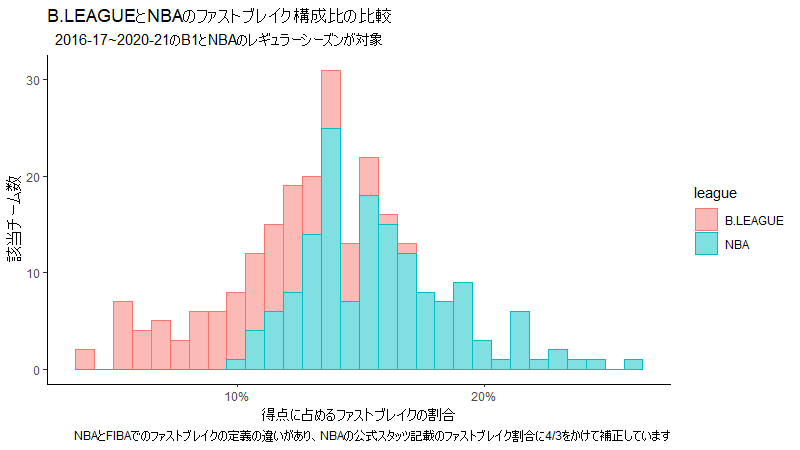 B.LEAGUEとNBAのファストブレイク構成比の比較
2016-17~2020-21のB1とNBAのレギュラーシーズンが対象
30
20
10
0
該当チーム数
10%
20%
得点に占めるファストブレイクの割合
NBAとFIBAでのファストブレイクの定義の違いがあり、NBAの公式スタッツ記載のファストブレイク割合に4/3をかけて補正しています
league
B.LEAGUE
NBA